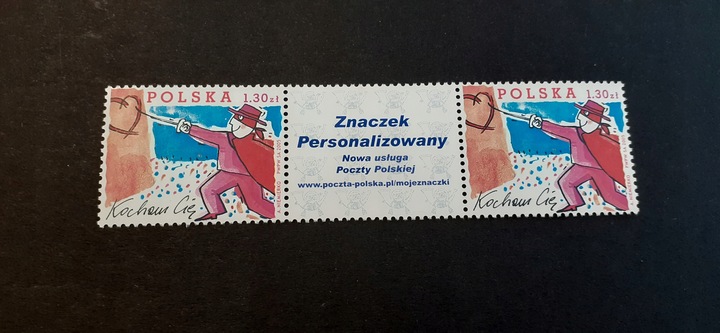 POLSKA 1.30 zł
Kocham Cię
Znaczek
Personalizowany
Nowa usługa
Poczty Polskiej
www.poczta-polska.pl/mojeznaczki
POLSKA 1.30 zł
Kocham Cię